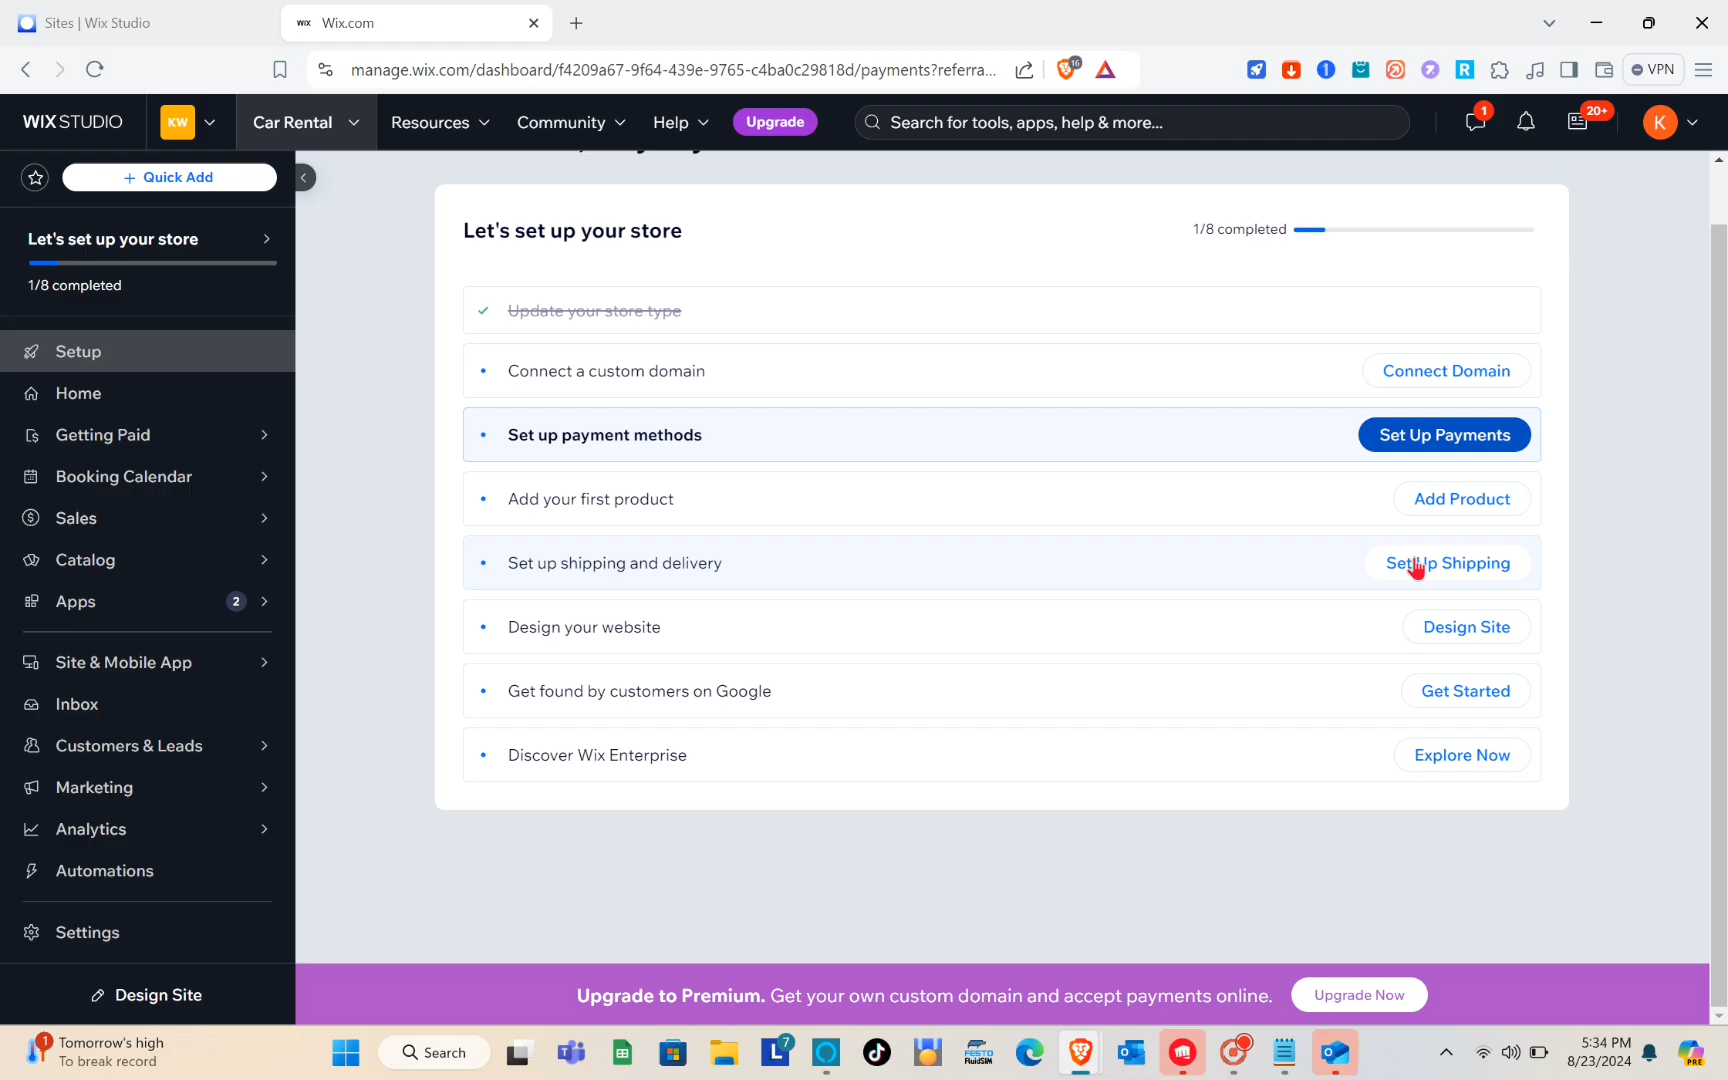 Sites | Wix Studio
WIX Wix.com
manage.wix.com/dashboard/f4209a67-9f64-439e-9765-c4ba0c29818d/payments?referra...
16
VPN
WIX STUDIO
KW
Car Rental
Resources
Community
Help
Upgrade
Search for tools, apps, help & more...
1
20+
K
+ Quick Add
Let's set up your store
1/8 completed
Setup
Home
Getting Paid
Booking Calendar
Sales
Catalog
Apps 2
Site & Mobile App
Inbox
Customers & Leads
Marketing
Analytics
Automations
Settings
Design Site
Let's set up your store
1/8 completed
Update your store type
Connect a custom domain
Connect Domain
Set up payment methods
Set Up Payments
Add your first product
Add Product
Set up shipping and delivery
Set Up Shipping
Design your website
Design Site
Get found by customers on Google
Get Started
Discover Wix Enterprise
Explore Now
Upgrade to Premium. Get your own custom domain and accept payments online.
Upgrade Now
1
Tomorrow's high
To break record
Search
L 7
FESTO
FluidSIM
5:34 PM
8/23/2024
PRE